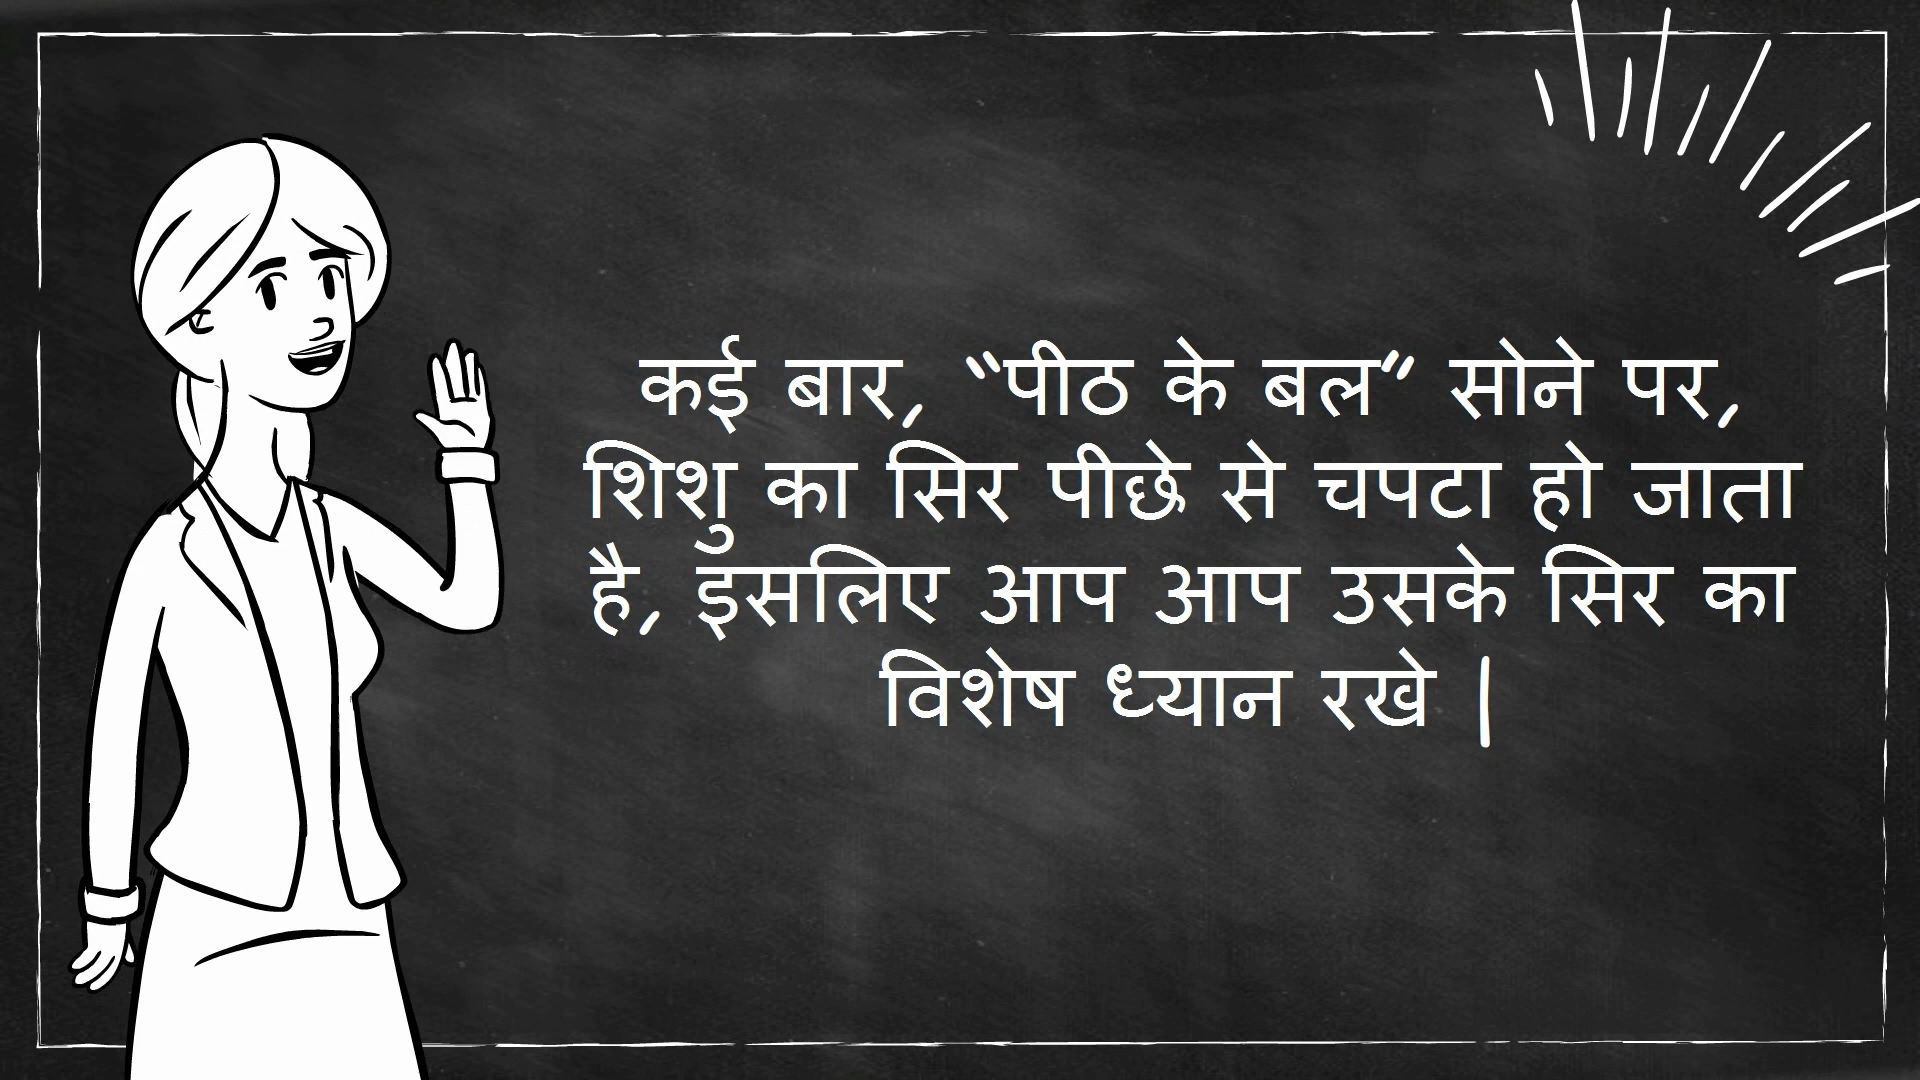 कई बार, "पीठ के बल" सोने पर,
शिशु का सिर पीछे से चपटा हो जाता
है, इसलिए आप आप उसके सिर का
विशेष ध्यान रखे |